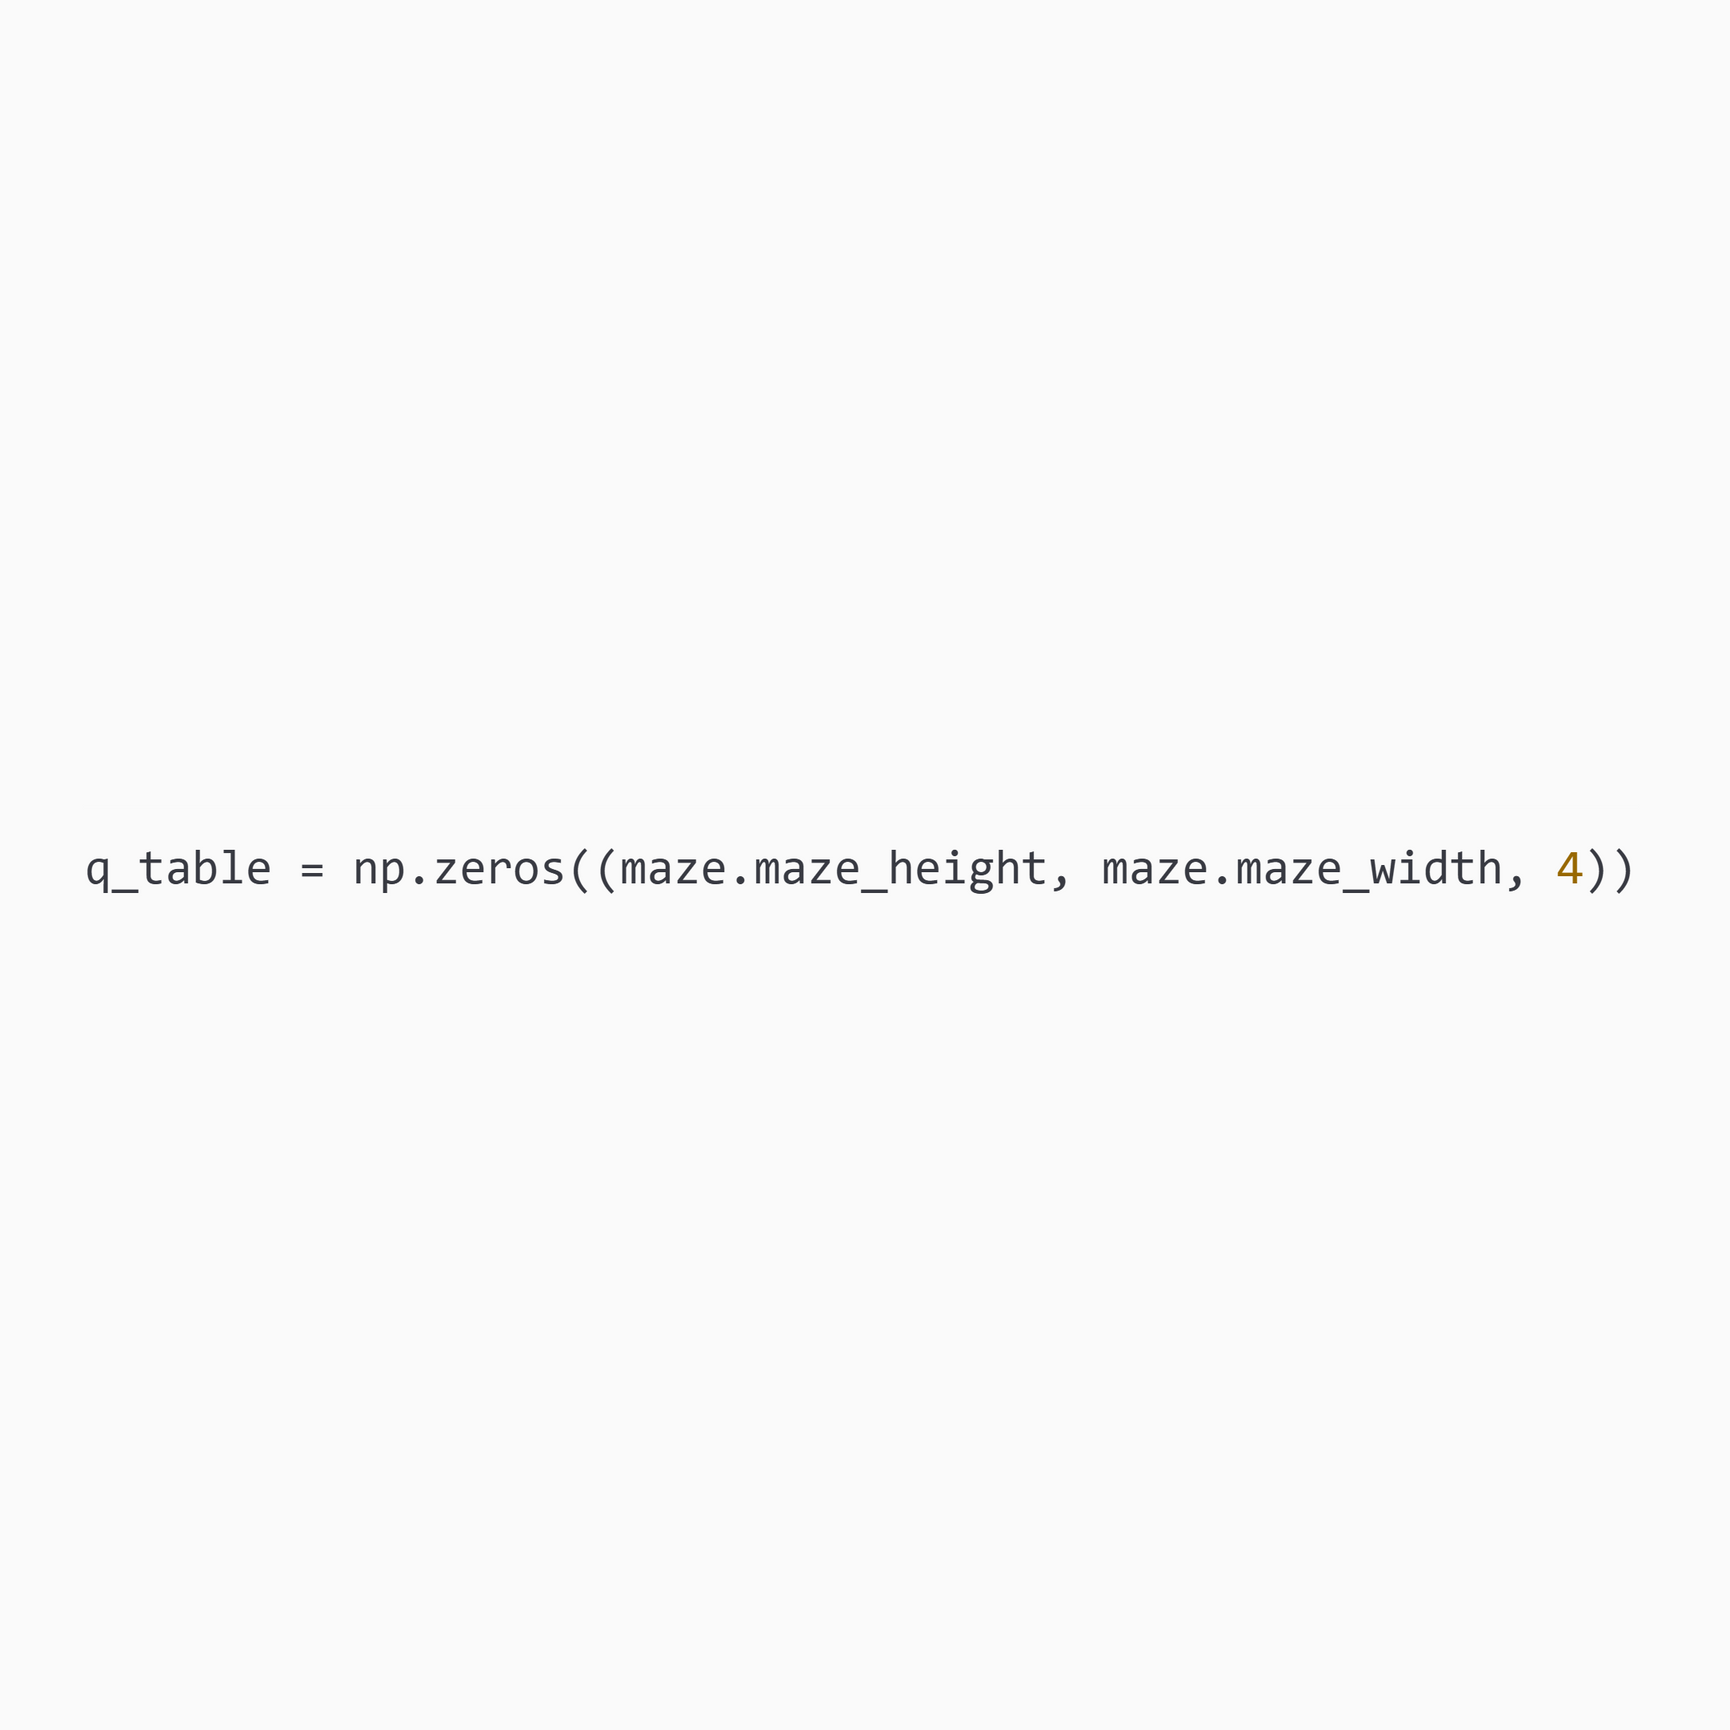 q_table = np.zeros((maze.maze_height, maze.maze_width, 4))